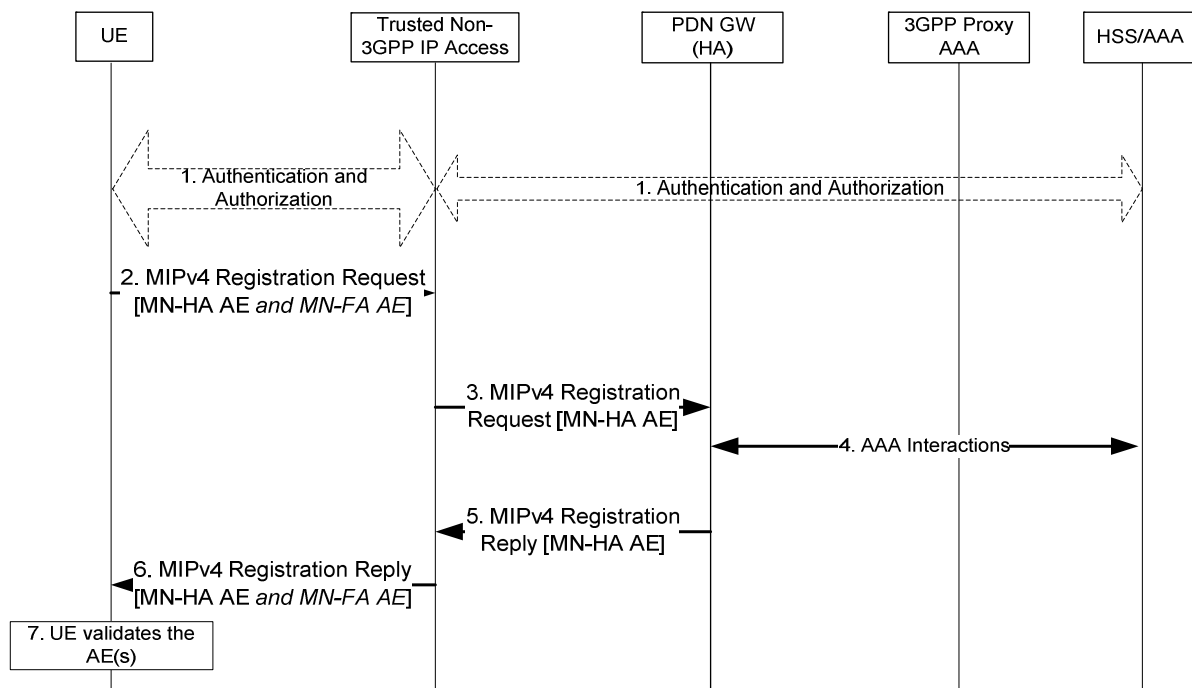 UE
Trusted Non-
3GPP IP Access
PDN GW
(HA)
3GPP Proxy
AAA
HSS/AAA
1. Authentication and
Authorization
1. Authentication and Authorization
2. MIPv4 Registration Request
[MN-HA AE and MN-FA AE]
3. MIPv4 Registration
Request [MN-HA AE]
4. AAA Interactions
5. MIPv4 Registration
Reply [MN-HA AE]
6. MIPv4 Registration Reply
[MN-HA AE and MN-FA AE]
7. UE validates the
AE(s)